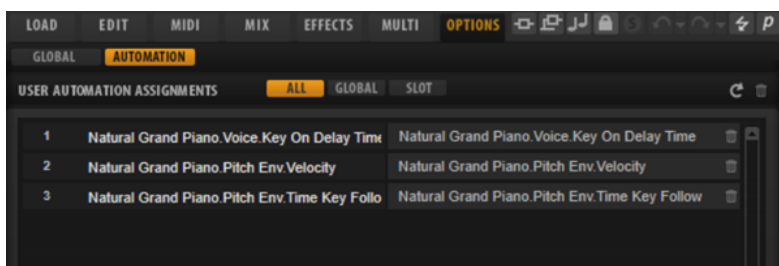 LOAD EDIT MIDI MIX EFFECTS MULTI OPTIONS S p
GLOBAL AUTOMATION
USER AUTOMATION ASSIGNMENTS ALL GLOBAL SLOT
1 Natural Grand Piano.Voice.Key On Delay Time Natural Grand Piano.Voice.Key On Delay Time
2 Natural Grand Piano.Pitch Env.Velocity Natural Grand Piano.Pitch Env.Velocity
3 Natural Grand Piano.Pitch Env.Time Key Follo Natural Grand Piano.Pitch Env.Time Key Follow